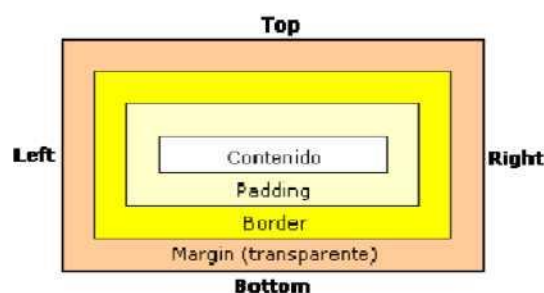 Top
Left
Contenido
Right
Padding
Border
Margin (transparente)
Bottom